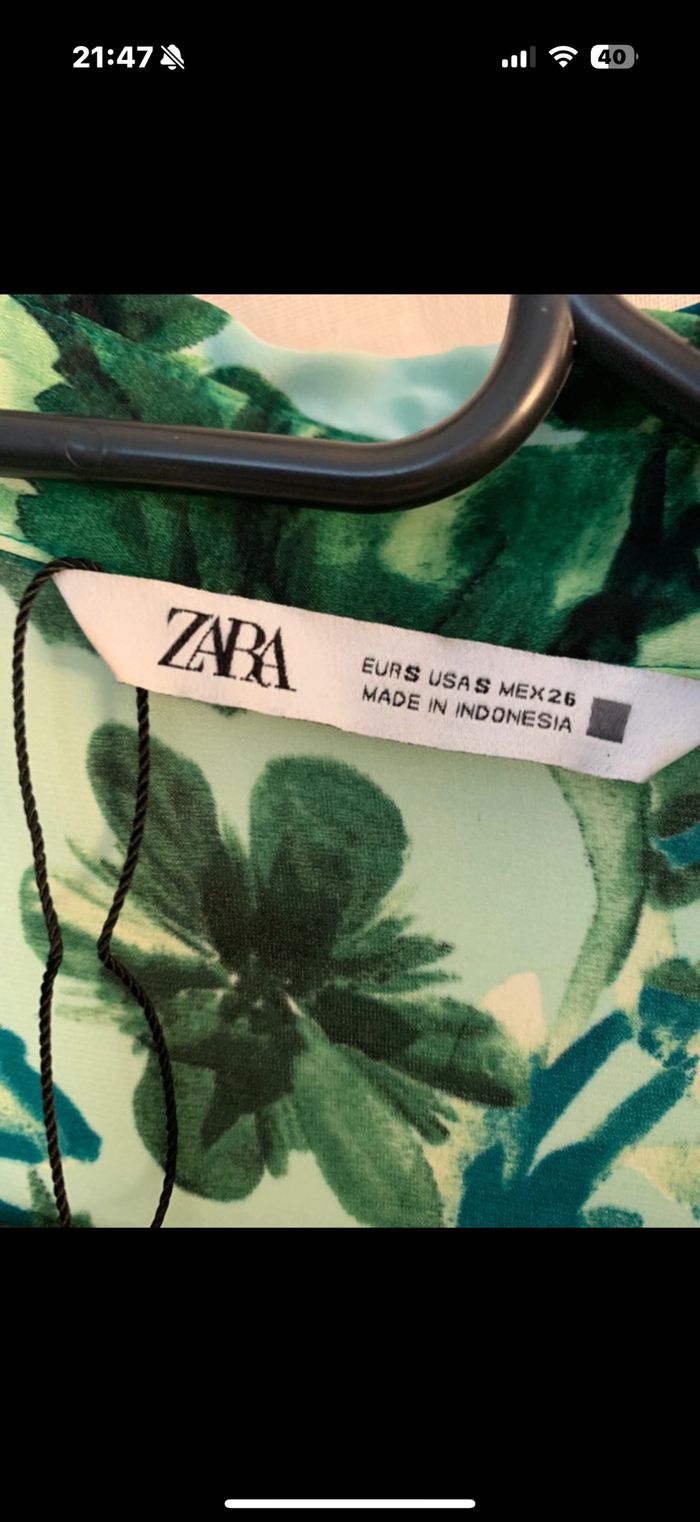 21:47
40
ZARA
EUR S USA S MEX 26
MADE IN INDONESIA